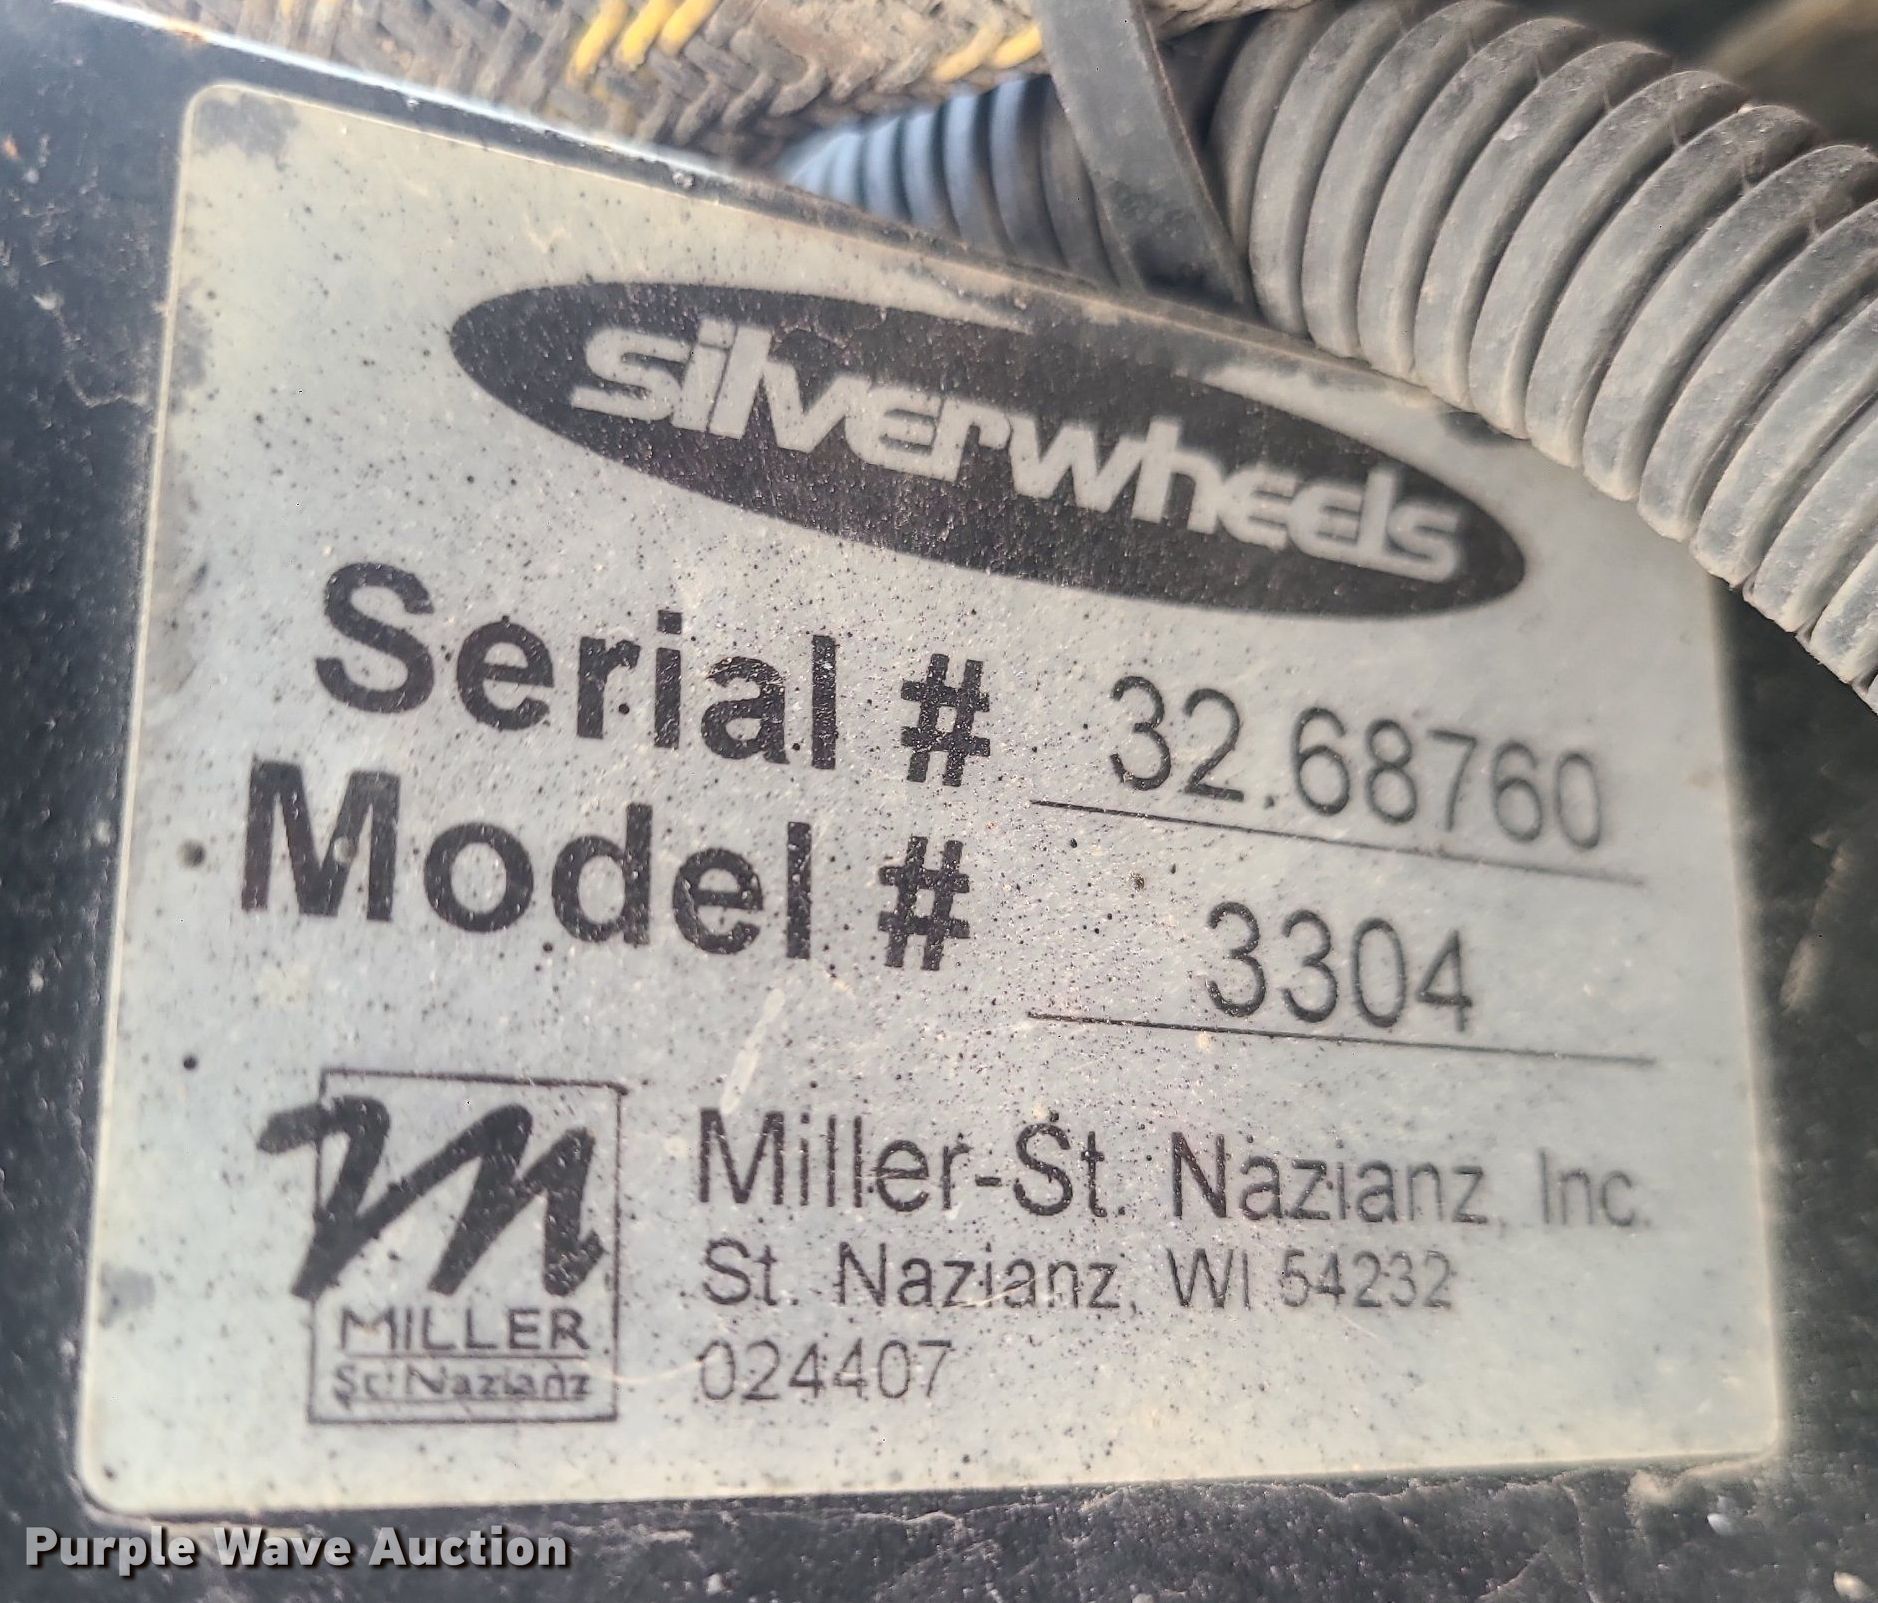 silverwheels
Serial # 32.68760
Model # 3304
Miller-St. Nazianz, Inc.
St. Nazianz, WI 54232
024407
MILLER
St. Nazianz
Purple Wave Auction